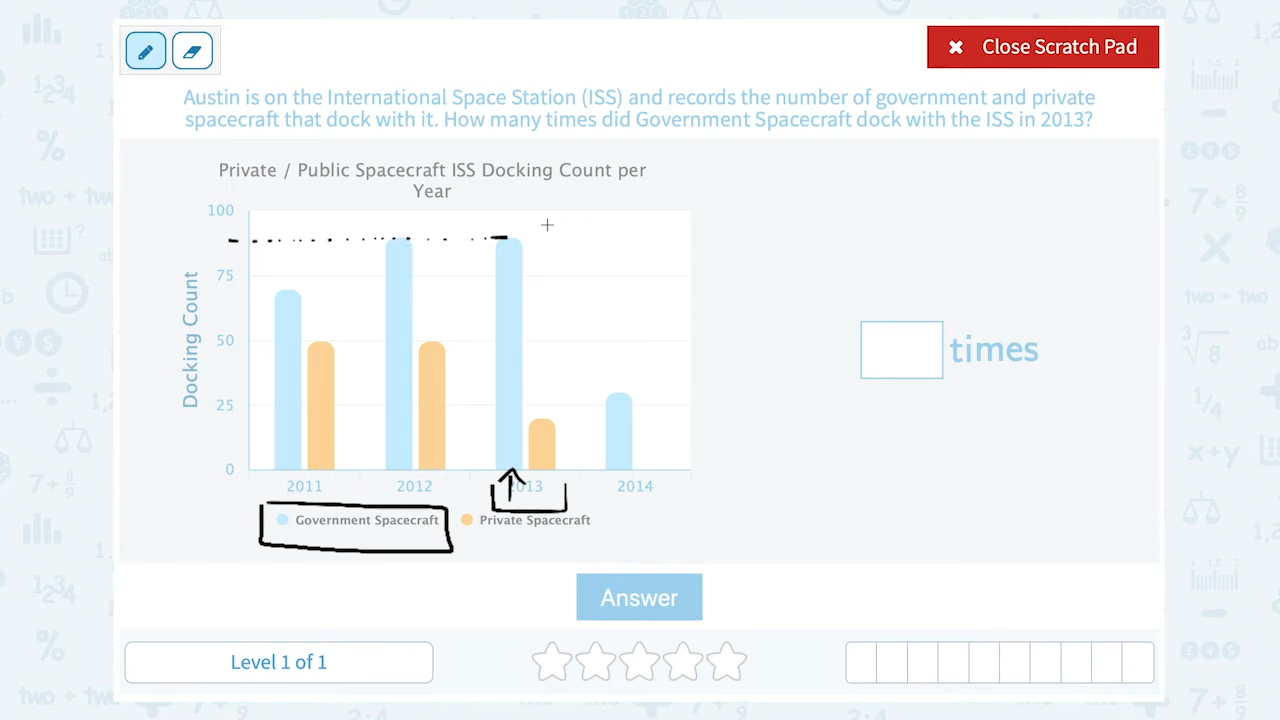 Close Scratch Pad
Austin is on the International Space Station (ISS) and records the number of government and private
spacecraft that dock with it. How many times did Government Spacecraft dock with the ISS in 2013?
Private / Public Spacecraft ISS Docking Count per
Year
Docking Count
100
75
50
25
0
2011 2012 2013 2014
Government Spacecraft Private Spacecraft
times
Answer
Level 1 of 1